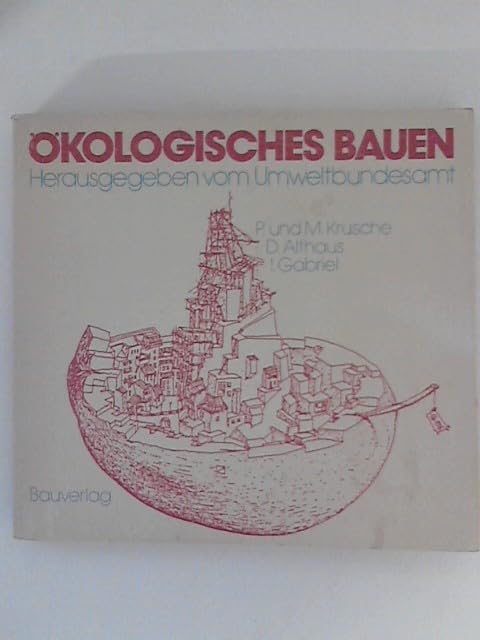 ÖKOLOGISCHES BAUEN
Herausgegeben vom Umweltbundesamt
P. und M. Krusche
D. Althaus
I. Gabriel
Bauverlag